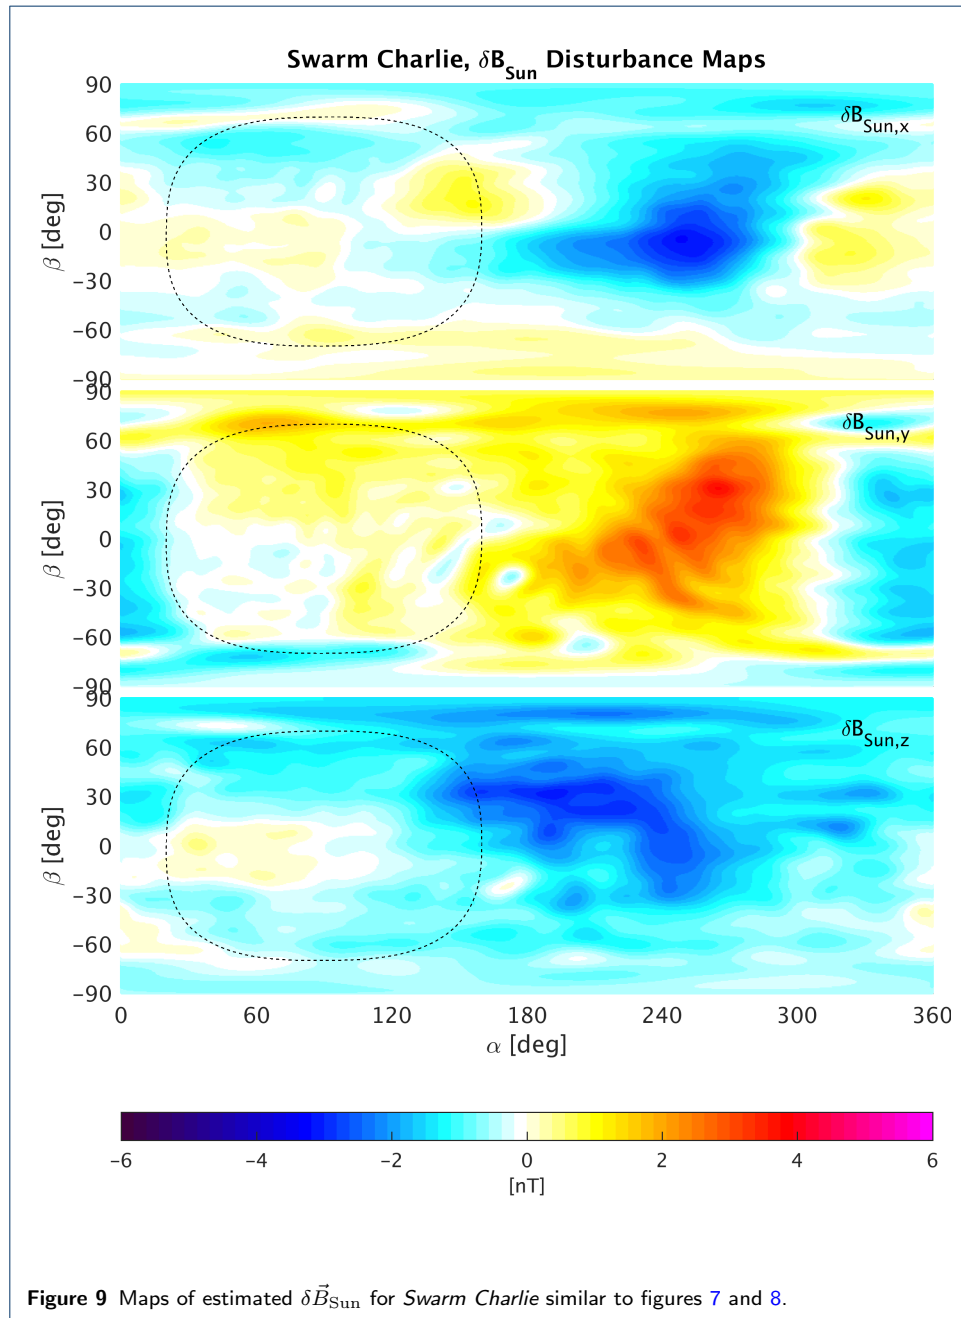 Swarm Charlie, δB_Sun Disturbance Maps
90
60
30
0
−30
−60
−90
β [deg]
δB_Sun,x
90
60
30
0
−30
−60
−90
β [deg]
δB_Sun,y
90
60
30
0
−30
−60
−90
β [deg]
δB_Sun,z
0 60 120 180 240 300 360
α [deg]
−6 −4 −2 0 2 4 6
[nT]
Figure 9 Maps of estimated δB⃗_Sun for Swarm Charlie similar to figures 7 and 8.